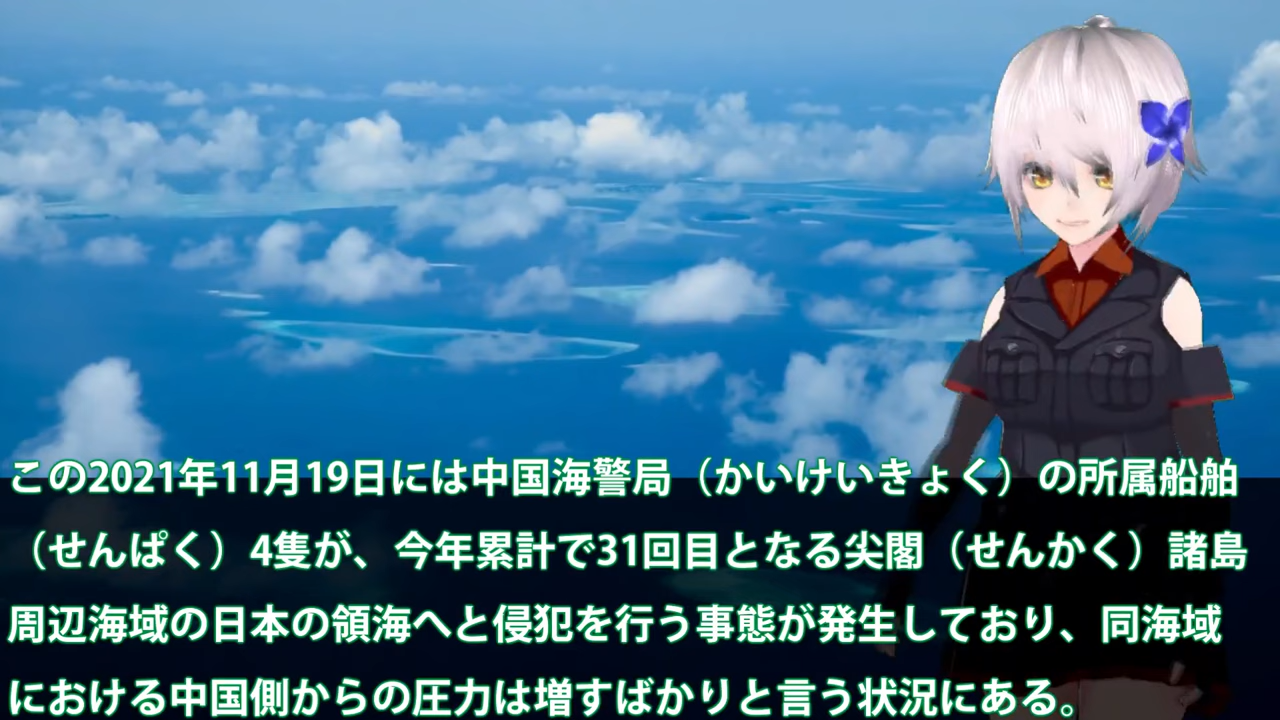 この2021年11月19日には中国海警局（かいけいきょく）の所属船舶
（せんぱく）4隻が、今年累計で31回目となる尖閣（せんかく）諸島
周辺海域の日本の領海へと侵犯を行う事態が発生しており、同海域
における中国側からの圧力は増すばかりと言う状況にある。